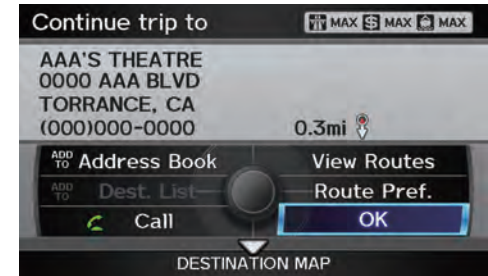 Continue trip to MAX $ MAX MAX
AAA'S THEATRE
0000 AAA BLVD
TORRANCE, CA
(000)000-0000 0.3mi
ADD TO Address Book View Routes
ADD TO Dest. List Route Pref.
Call OK
DESTINATION MAP